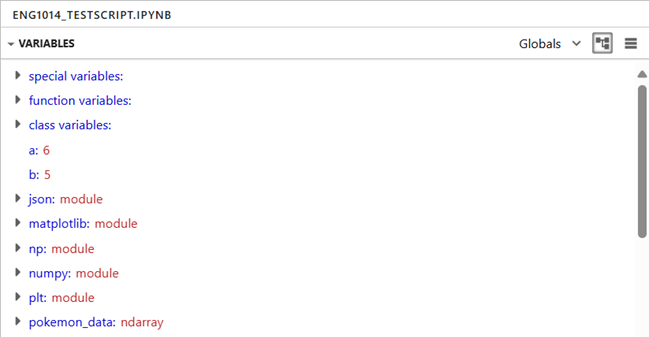 ENG1014_TESTSCRIPT.IPYNB
VARIABLES Globals
special variables:
function variables:
class variables:
a: 6
b: 5
json: module
matplotlib: module
np: module
numpy: module
plt: module
pokemon_data: ndarray